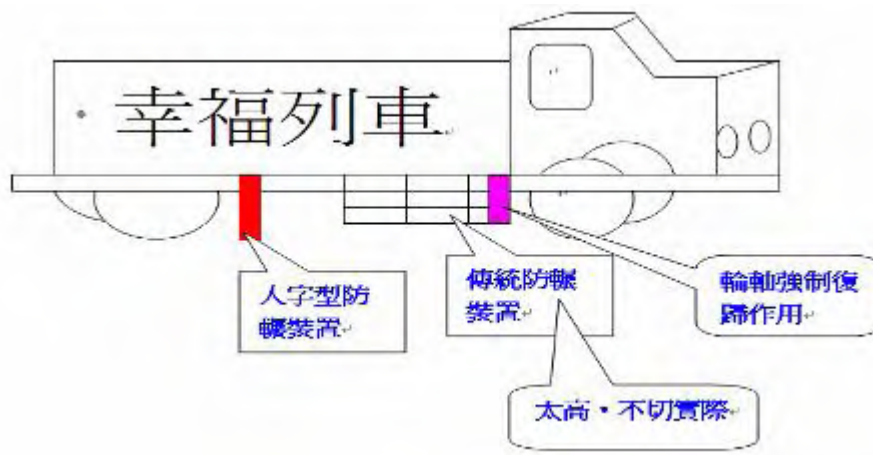 幸福列車
人字型防
輾裝置
傳統防輾
裝置
輪軸強制復
歸作用
太高・不切實際